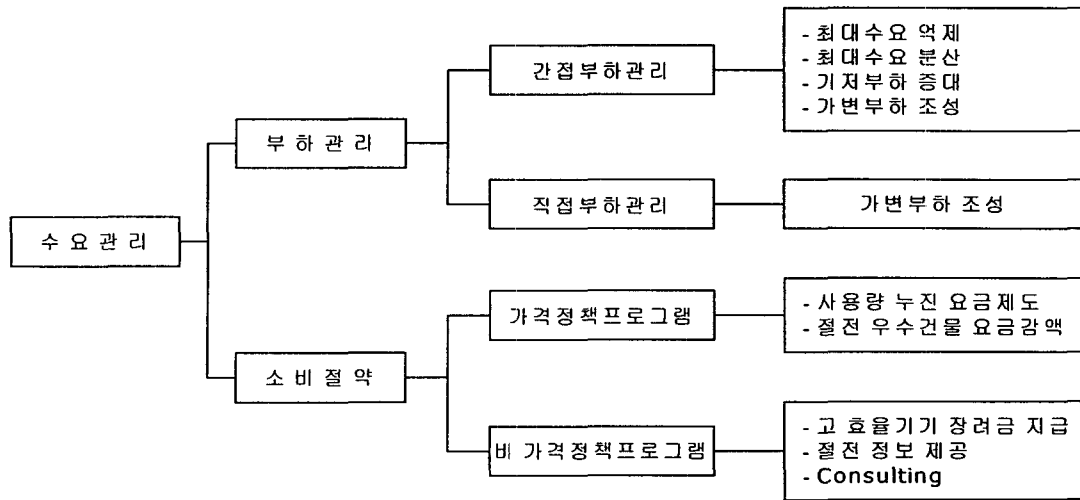 수요관리
부하관리
간접부하관리
- 최대수요 억제
- 최대수요 분산
- 기저부하 증대
- 가변부하 조성
직접부하관리
가변부하 조성
소비절약
가격정책프로그램
- 사용량 누진 요금제도
- 절전 우수건물 요금감액
비 가격정책프로그램
- 고 효율기기 장려금 지급
- 절전 정보 제공
- Consulting